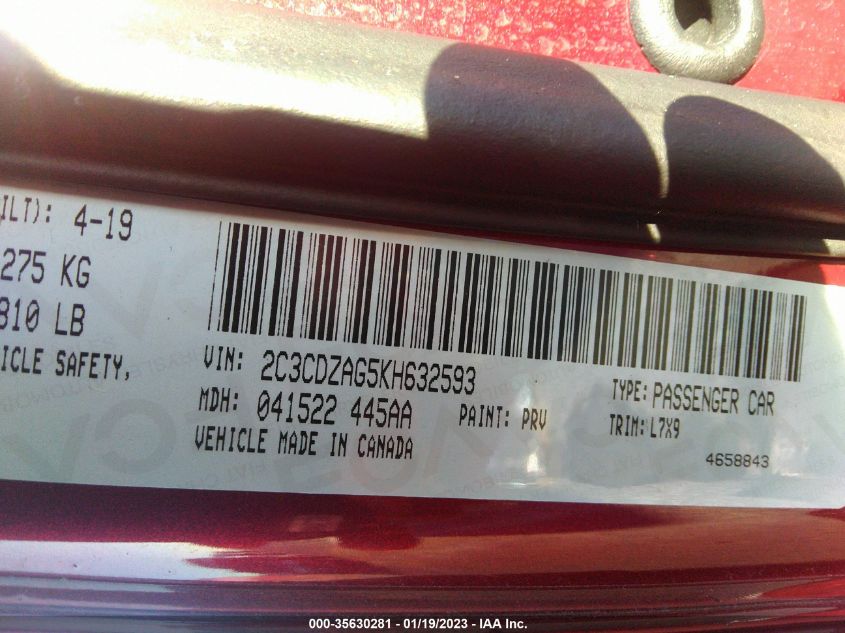 ILT): 4-19
275 KG
810 LB
ICLE SAFETY,
VIN: 2C3CDZAG5KH632593
TYPE: PASSENGER CAR
MDH: 041522 445AA PAINT: PRV TRIM: L7X9
VEHICLE MADE IN CANADA
4658843
000-35630281 - 01/19/2023 - IAA Inc.